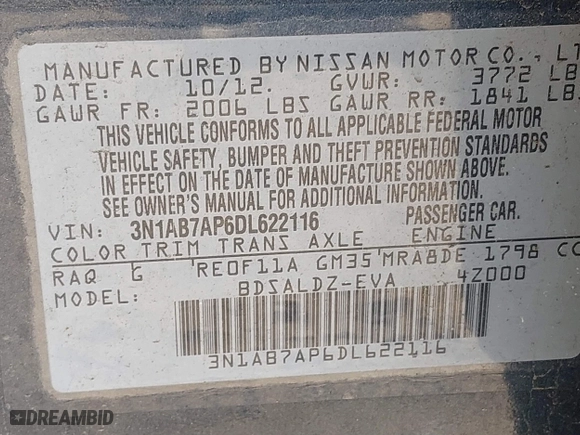 MANUFACTURED BY NISSAN MOTOR CO., LT
DATE: 10/12. GVWR: 3772 LB
GAWR FR: 2006 LBS GAWR RR: 1841 LB
THIS VEHICLE CONFORMS TO ALL APPLICABLE FEDERAL MOTOR
VEHICLE SAFETY, BUMPER AND THEFT PREVENTION STANDARDS
IN EFFECT ON THE DATE OF MANUFACTURE SHOWN ABOVE.
SEE OWNER'S MANUAL FOR ADDITIONAL INFORMATION.
VIN: 3N1AB7AP6DL622116 PASSENGER CAR.
COLOR TRIM TRANS AXLE ENGINE
RAQ G RE0F11A GM35 MRA8DE 1798 CC
MODEL: BDSALDZ-EVA 4Z000
3N1AB7AP6DL622116
DREAMBID